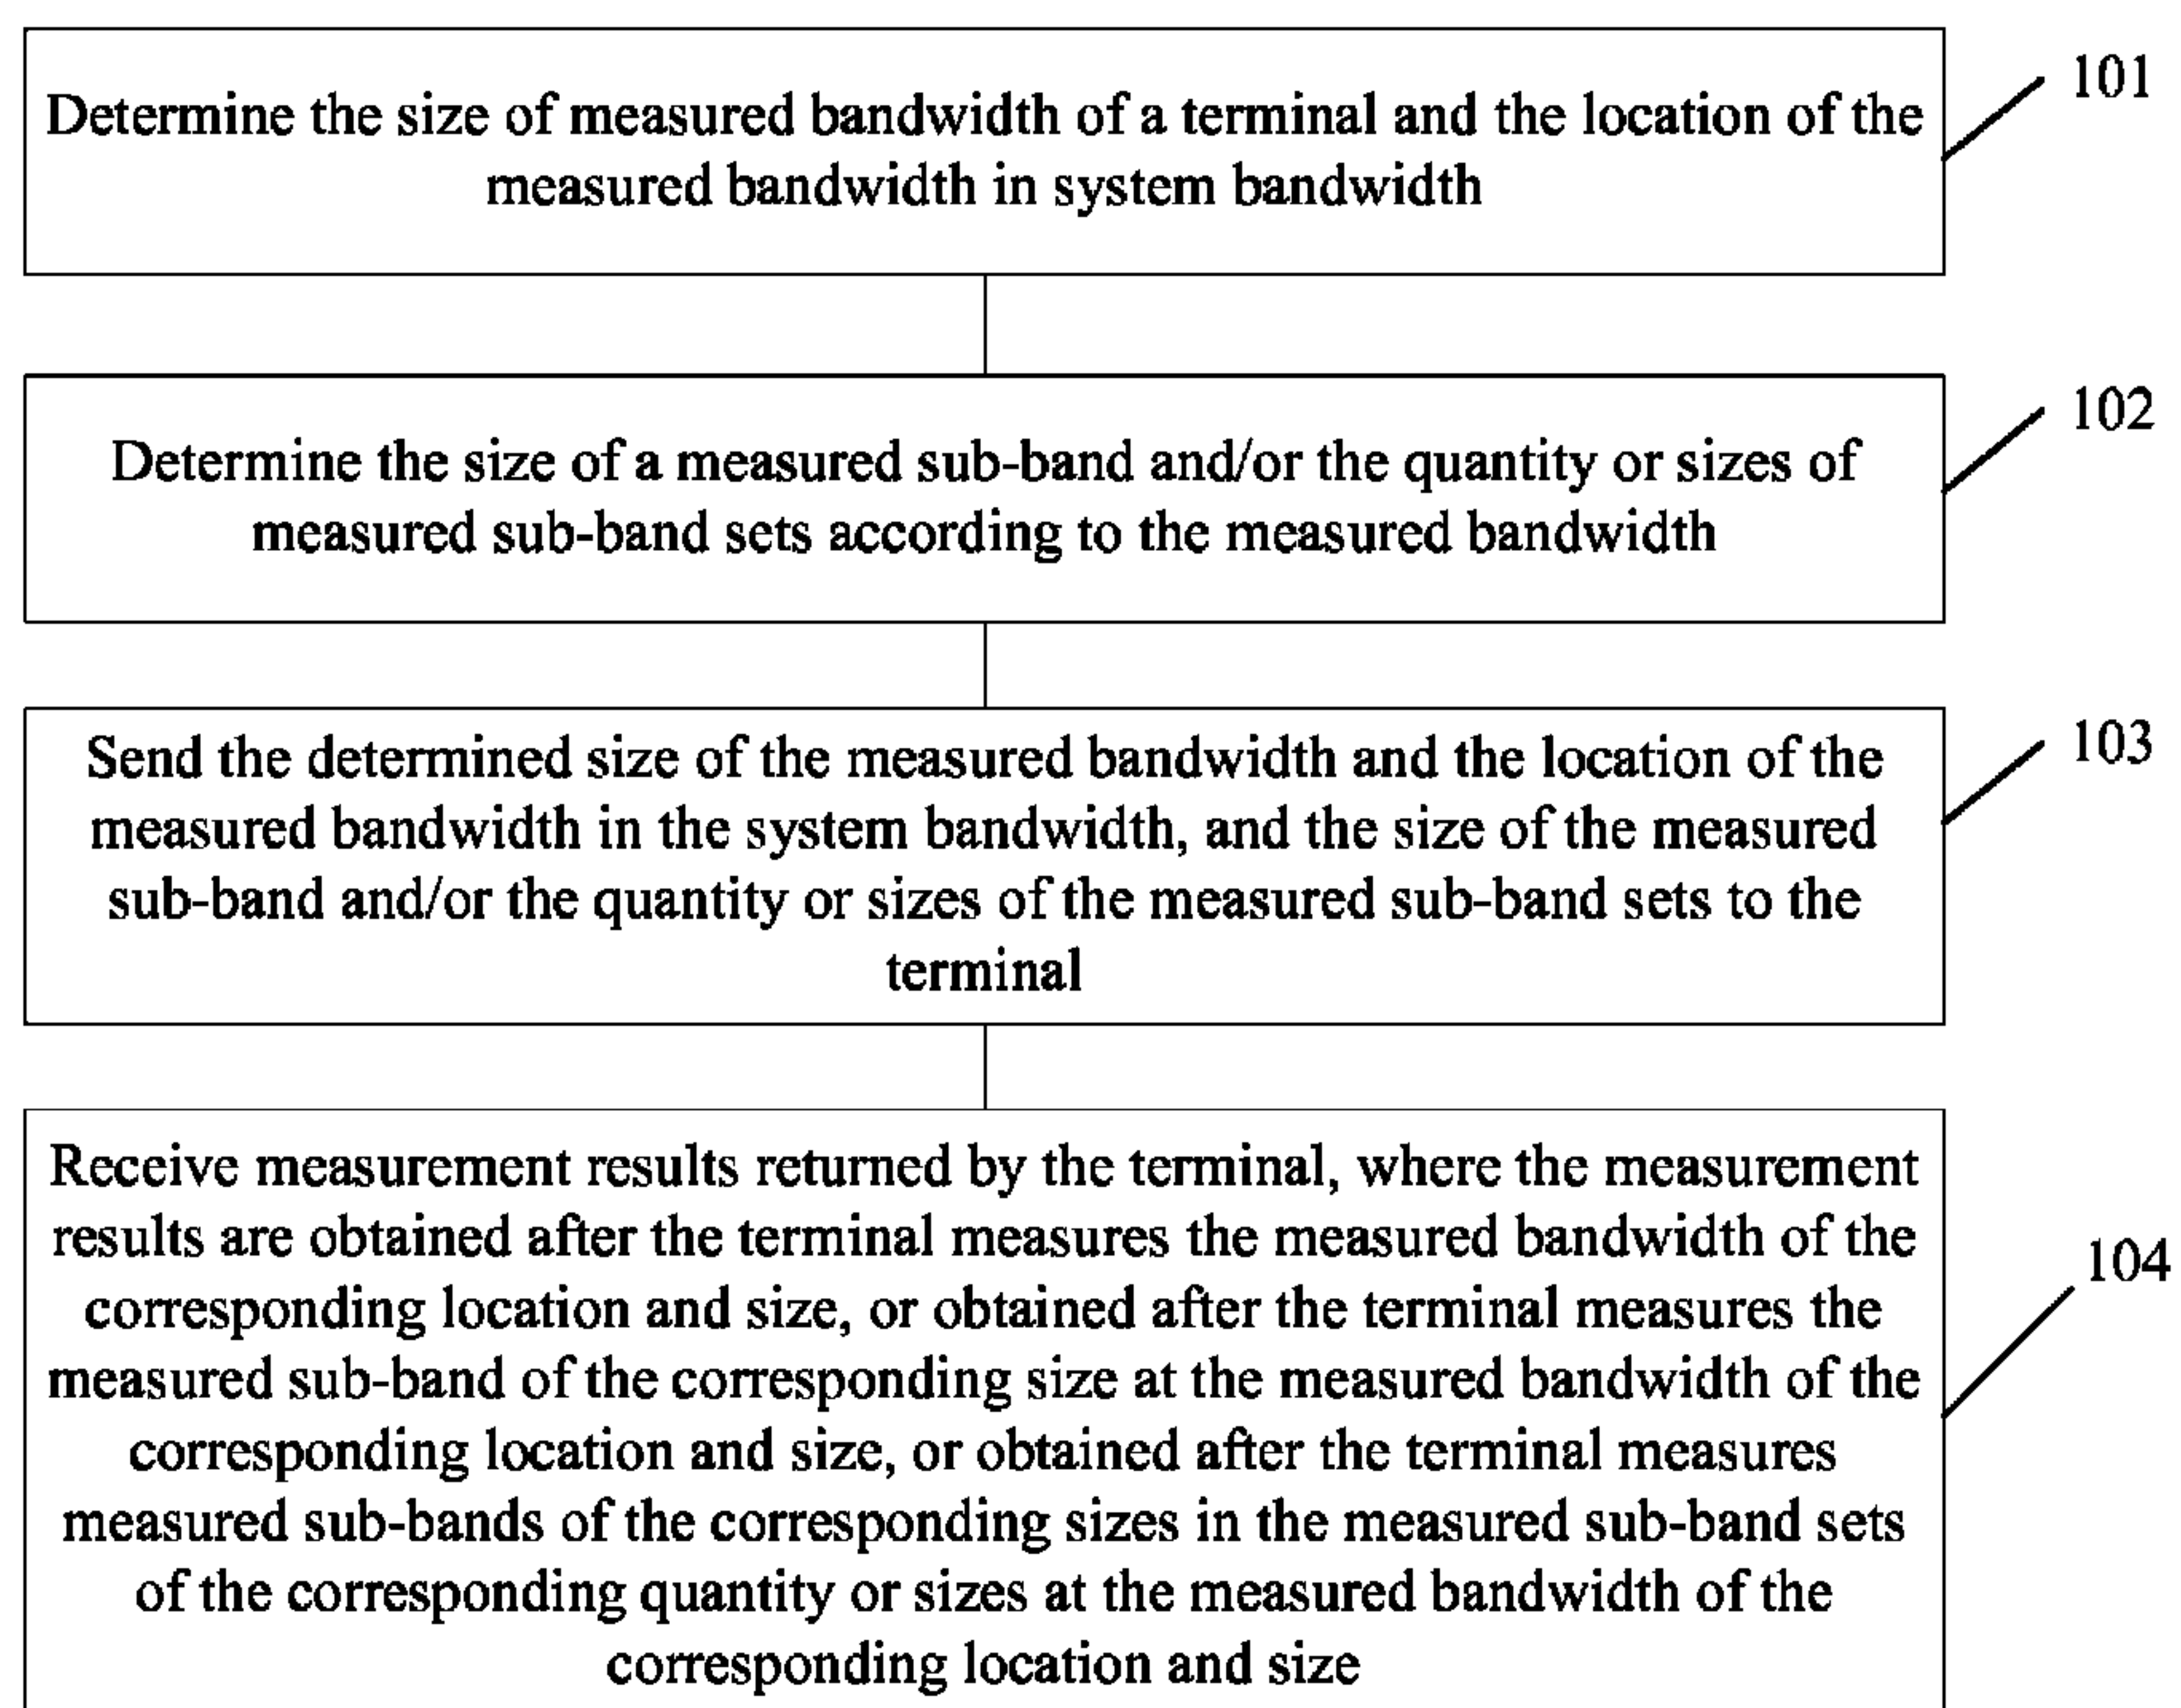 Determine the size of measured bandwidth of a terminal and the location of the
measured bandwidth in system bandwidth
101
Determine the size of a measured sub-band and/or the quantity or sizes of
measured sub-band sets according to the measured bandwidth
102
Send the determined size of the measured bandwidth and the location of the
measured bandwidth in the system bandwidth, and the size of the measured
sub-band and/or the quantity or sizes of the measured sub-band sets to the
terminal
103
Receive measurement results returned by the terminal, where the measurement
results are obtained after the terminal measures the measured bandwidth of the
corresponding location and size, or obtained after the terminal measures the
measured sub-band of the corresponding size at the measured bandwidth of the
corresponding location and size, or obtained after the terminal measures
measured sub-bands of the corresponding sizes in the measured sub-band sets
of the corresponding quantity or sizes at the measured bandwidth of the
corresponding location and size
104